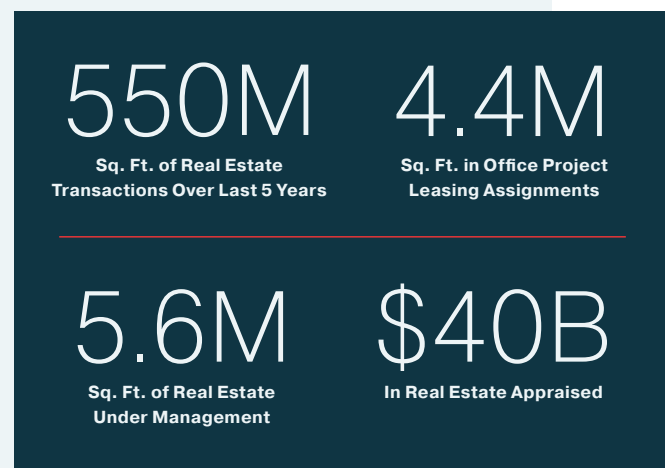 550M
Sq. Ft. of Real Estate
Transactions Over Last 5 Years
4.4M
Sq. Ft. in Office Project
Leasing Assignments
5.6M
Sq. Ft. of Real Estate
Under Management
$40B
In Real Estate Appraised